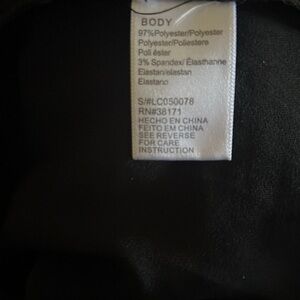 BODY
97%Polyester/Polyester
Polyester/Poliestere
Poli éster
3% Spandex/ Élasthanne
Elastan/elastan
Elastano
S/#LC050078
RN#38171
HECHO EN CHINA
FEITO EM CHINA
SEE REVERSE
FOR CARE
INSTRUCTION